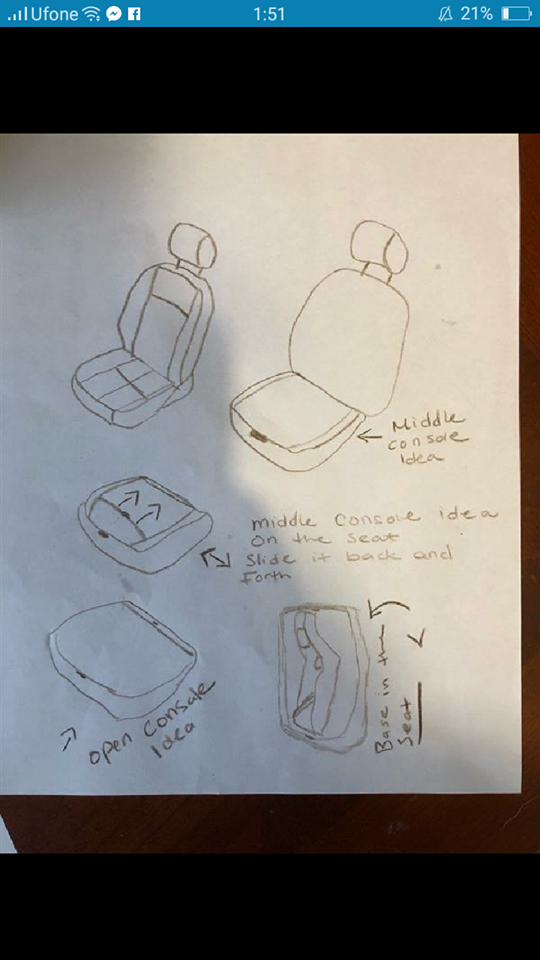 Ufone
1:51
21%
Middle
console
Idea
middle console idea
on the seat
Slide it back and
Forth
open console
Idea
Base in the
Seat